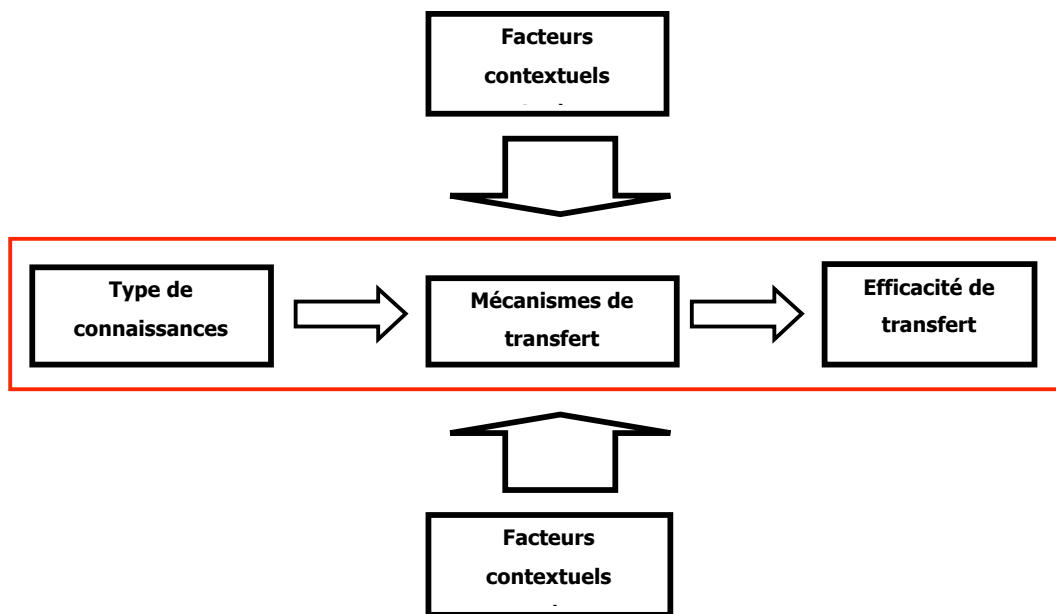 Facteurs
contextuels
Type de
connaissances
Mécanismes de
transfert
Efficacité de
transfert
Facteurs
contextuels